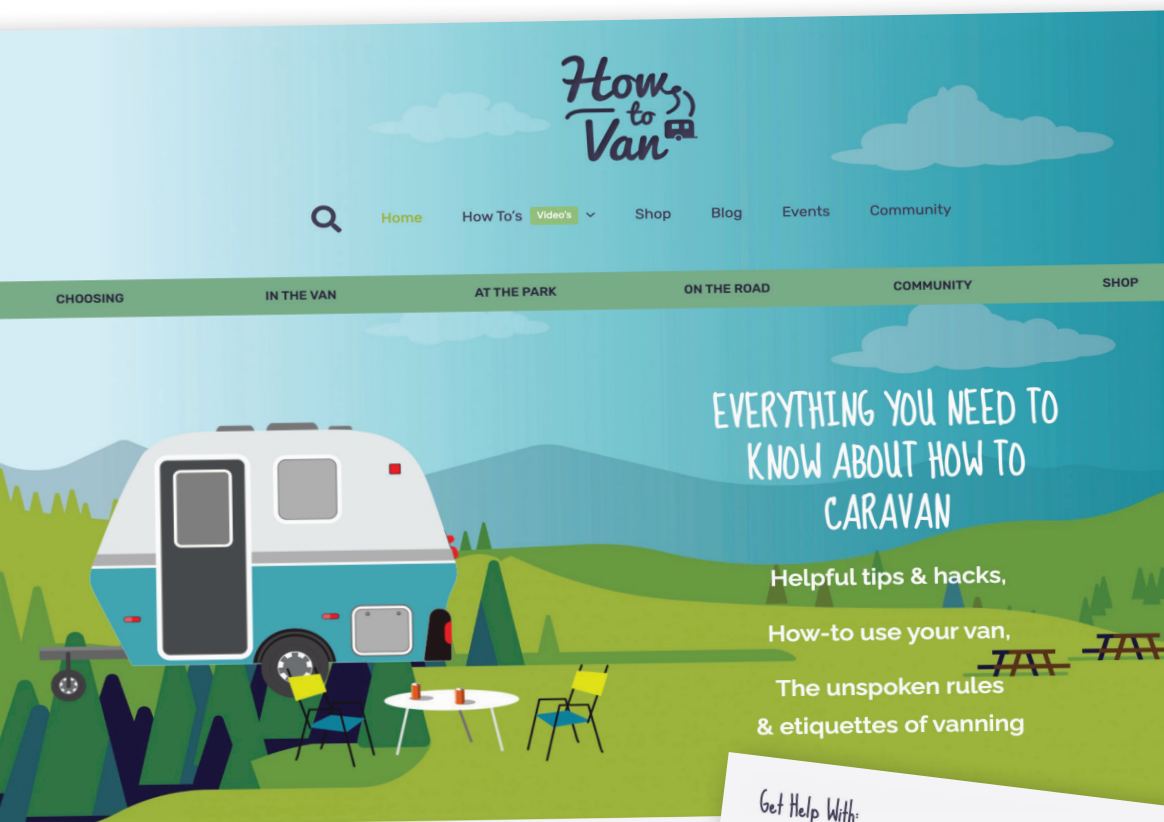 How
to
Van
Home How To's Video's Shop Blog Events Community
CHOOSING IN THE VAN AT THE PARK ON THE ROAD COMMUNITY SHOP
EVERYTHING YOU NEED TO
KNOW ABOUT HOW TO
CARAVAN
Helpful tips & hacks,
How-to use your van,
The unspoken rules
& etiquettes of vanning
Get Help With: